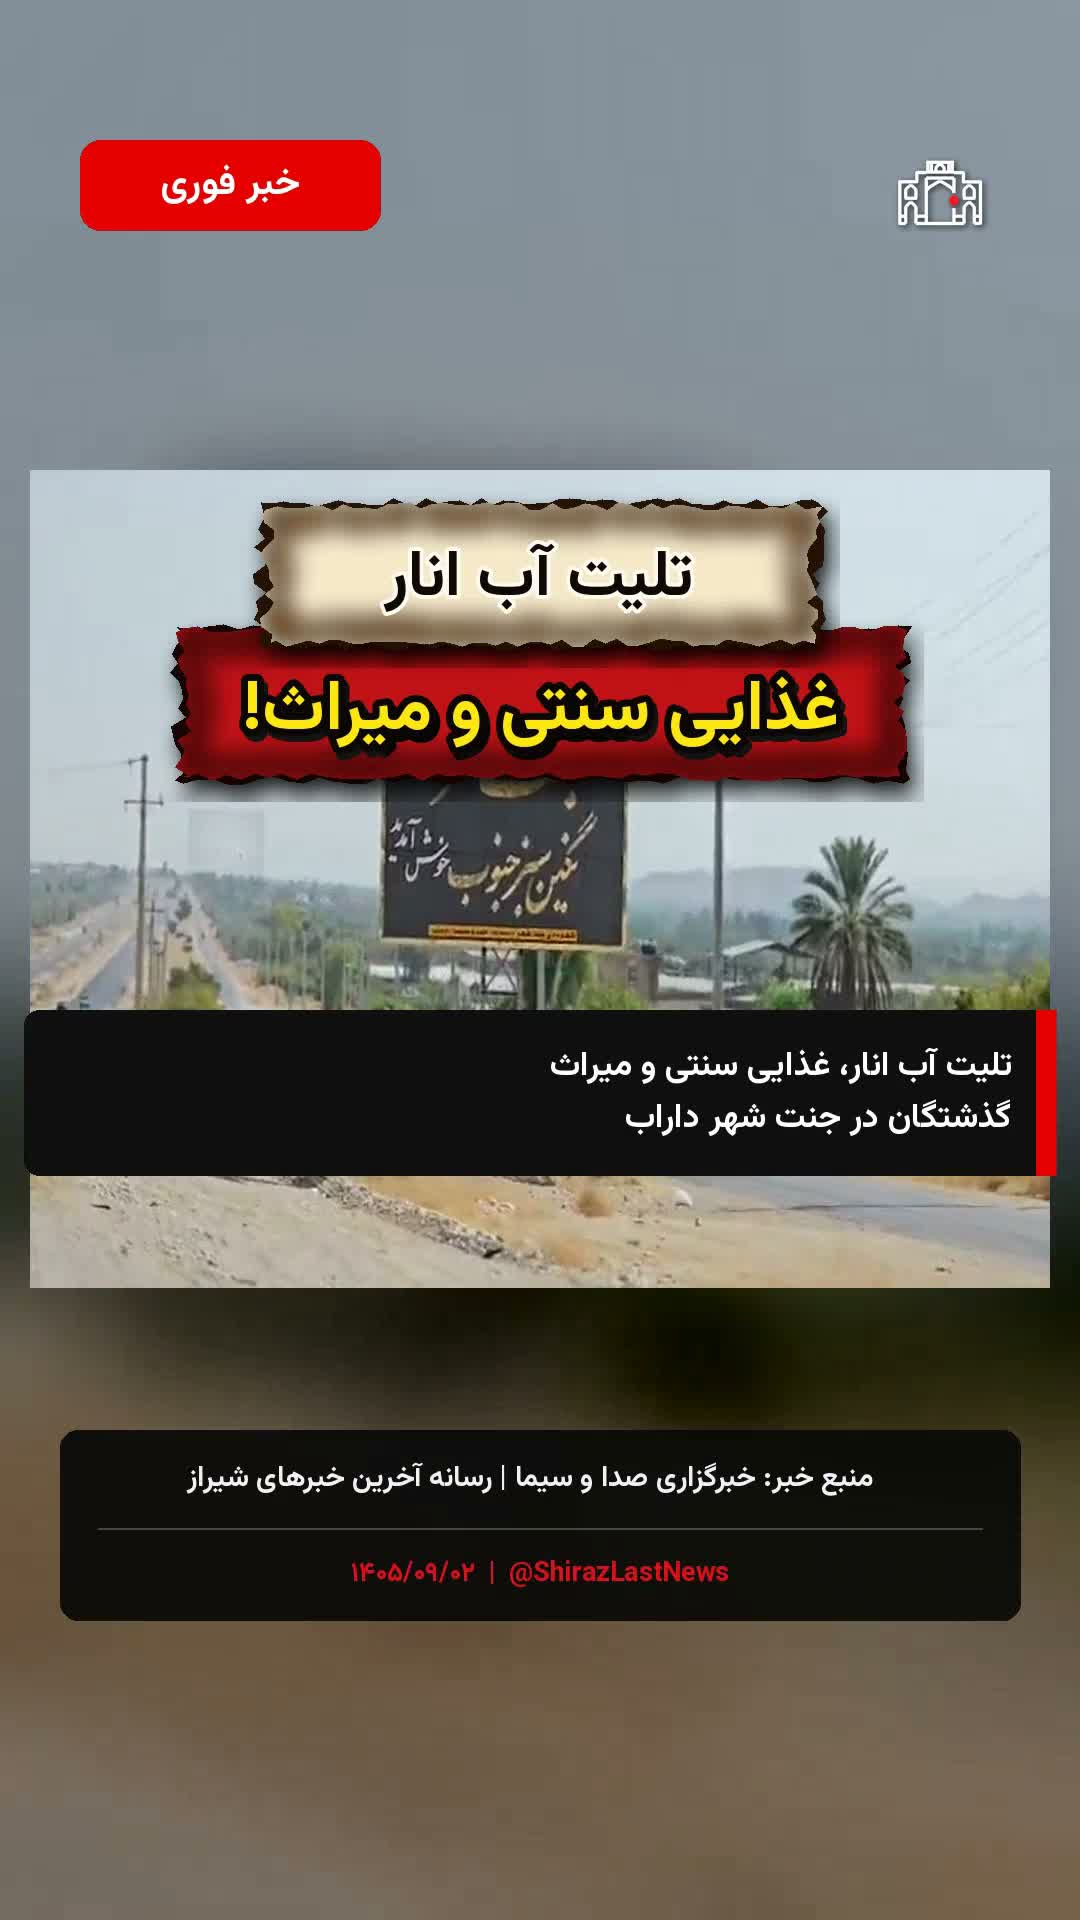 خبر فوری
تلیت آب انار
غذایی سنتی و میراث!
نگین سبز جنوب
خوش آمدید
تلیت آب انار، غذایی سنتی و میراث
گذشتگان در جنت شهر داراب
منبع خبر: خبرگزاری صدا و سیما | رسانه آخرین خبرهای شیراز
۱۴۰۵/۰۹/۰۲ | @ShirazLastNews